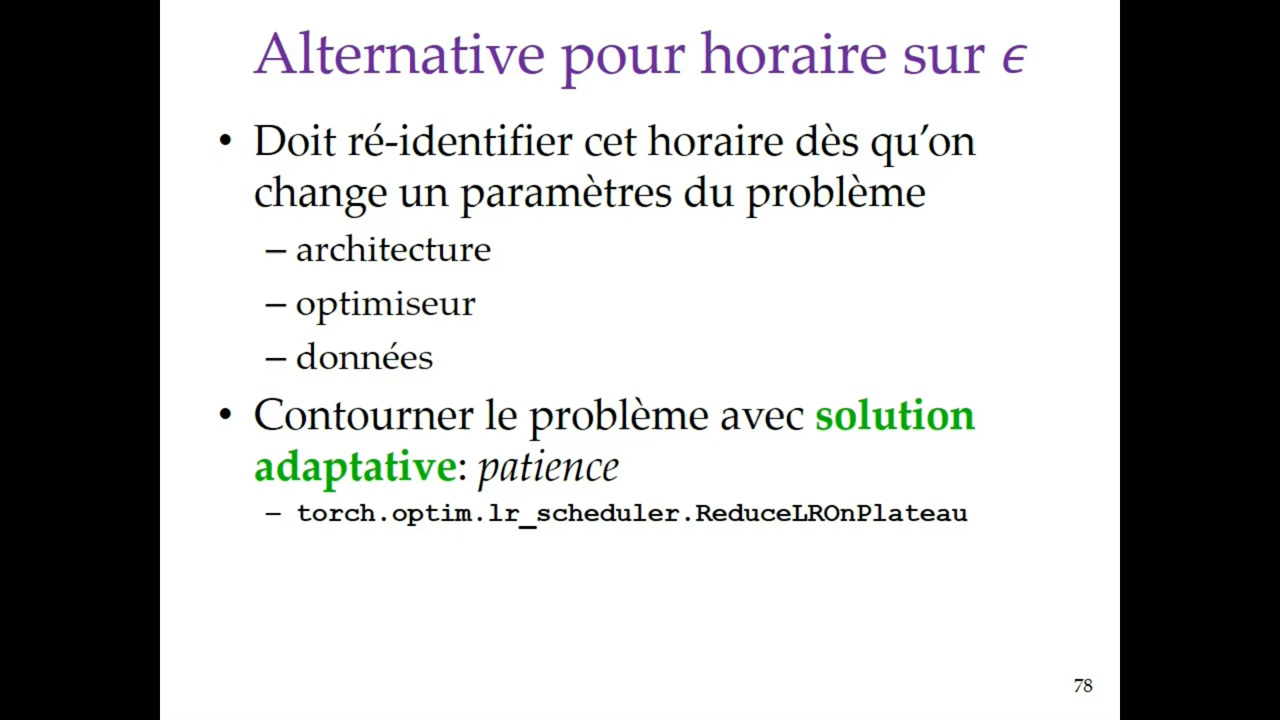 Alternative pour horaire sur ϵ
• Doit ré-identifier cet horaire dès qu’on
change un paramètres du problème
– architecture
– optimiseur
– données
• Contourner le problème avec solution
adaptative: patience
– torch.optim.lr_scheduler.ReduceLROnPlateau
78